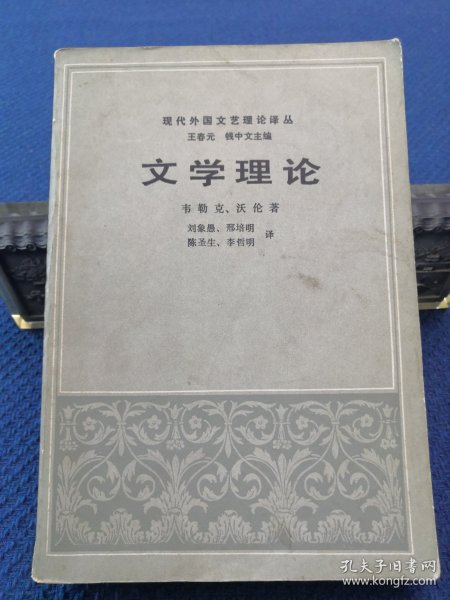 现代外国文艺理论译丛
王春元 钱中文主编
文学理论
韦勒克、沃伦著
刘象愚、邢培明
陈圣生、李哲明
译
孔夫子旧书网
www.kongfz.com